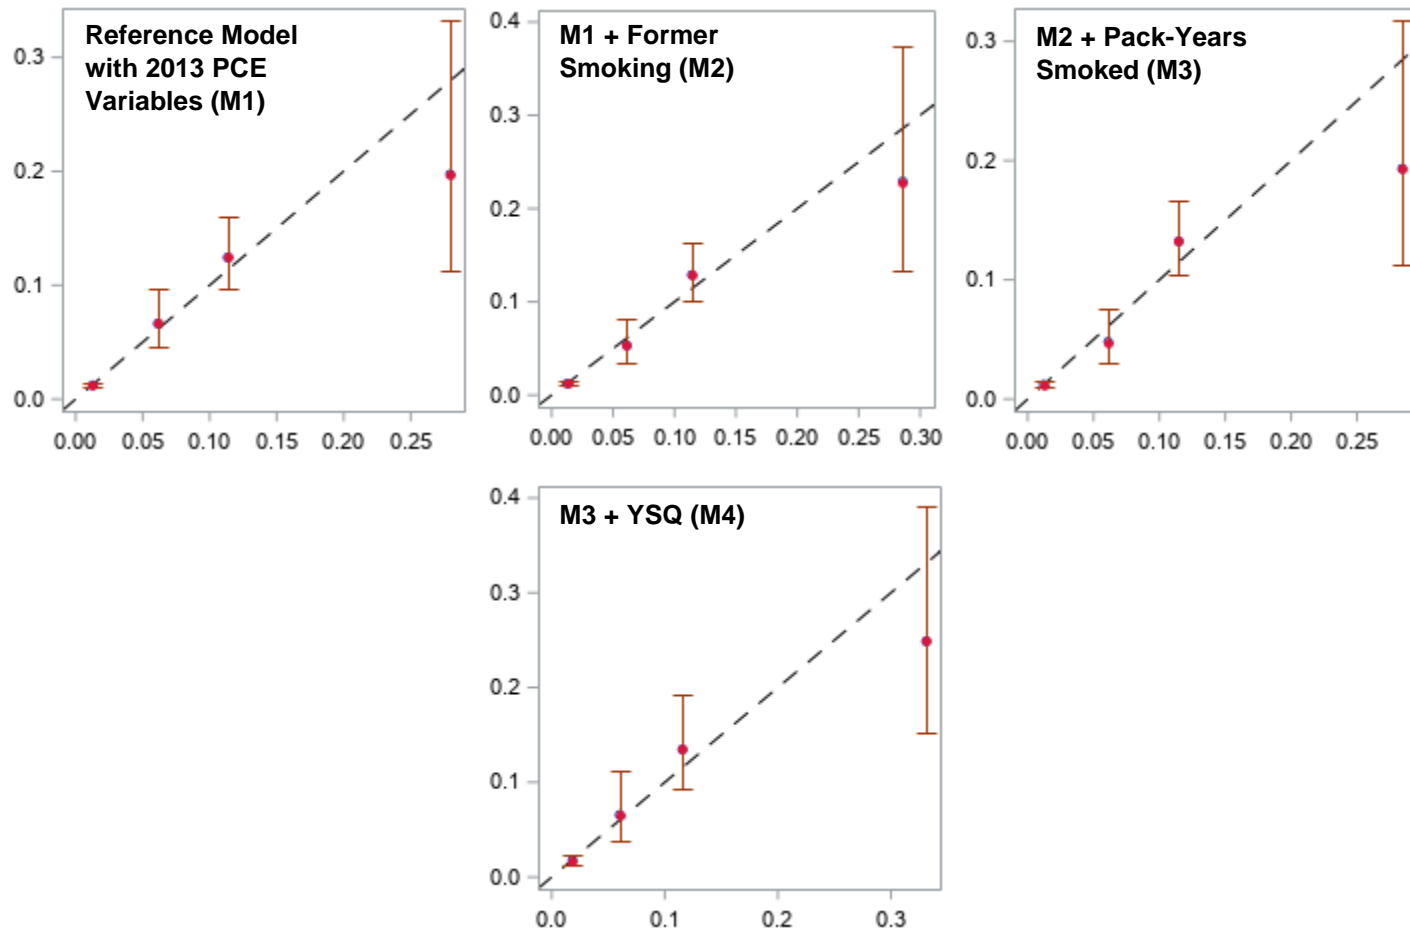 Reference Model
with 2013 PCE
Variables (M1)
0.3
0.2
0.1
0.0
0.00 0.05 0.10 0.15 0.20 0.25
M1 + Former
Smoking (M2)
0.4
0.3
0.2
0.1
0.0
0.00 0.05 0.10 0.15 0.20 0.25 0.30
M2 + Pack-Years
Smoked (M3)
0.3
0.2
0.1
0.0
0.00 0.05 0.10 0.15 0.20 0.25
M3 + YSQ (M4)
0.4
0.3
0.2
0.1
0.0
0.0 0.1 0.2 0.3